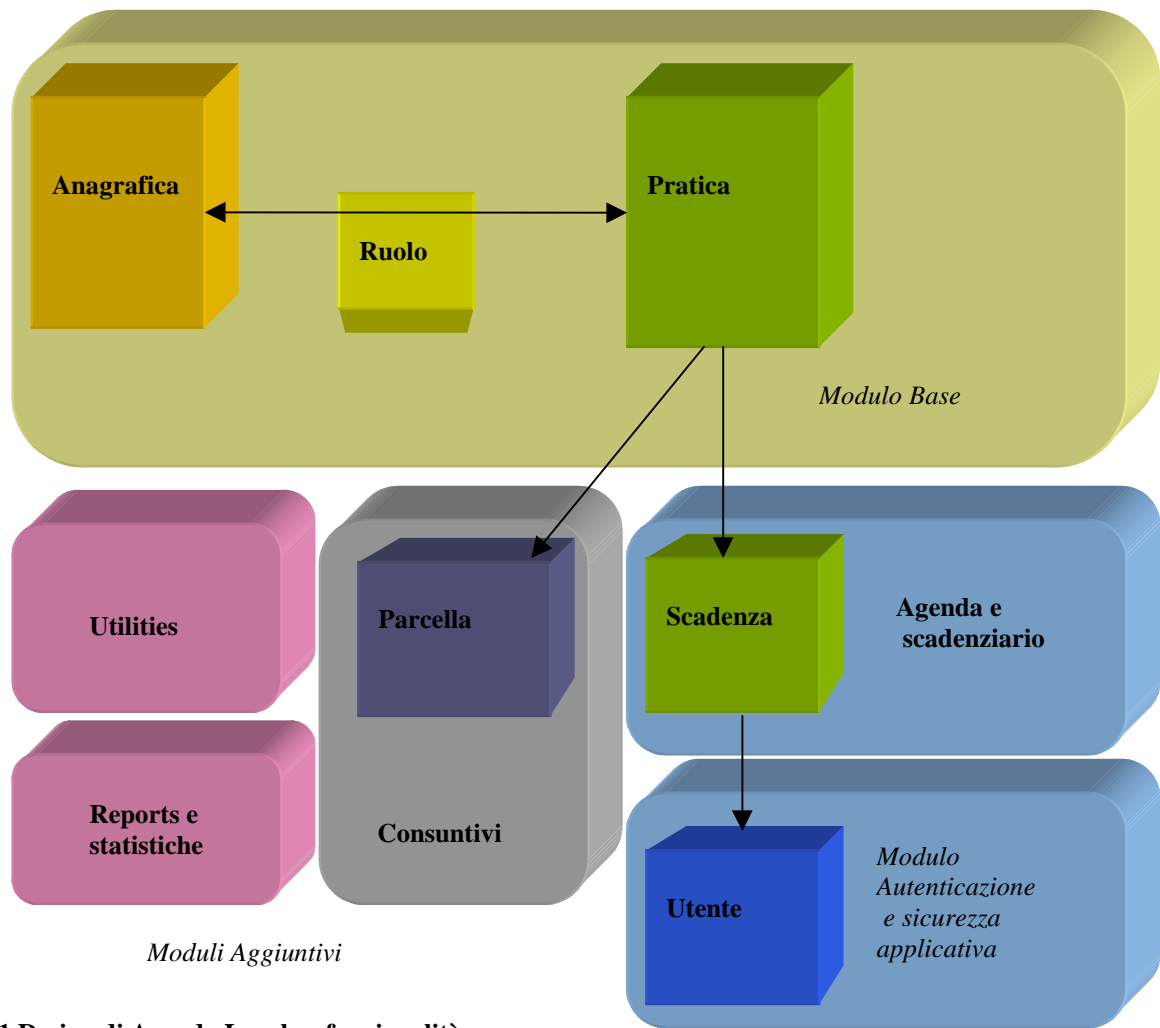 Anagrafica
Pratica
Ruolo
Modulo Base
Utilities
Parcella
Scadenza
Agenda e
scadenziario
Reports e
statistiche
Consuntivi
Utente
Modulo
Autenticazione
e sicurezza
applicativa
Moduli Aggiuntivi